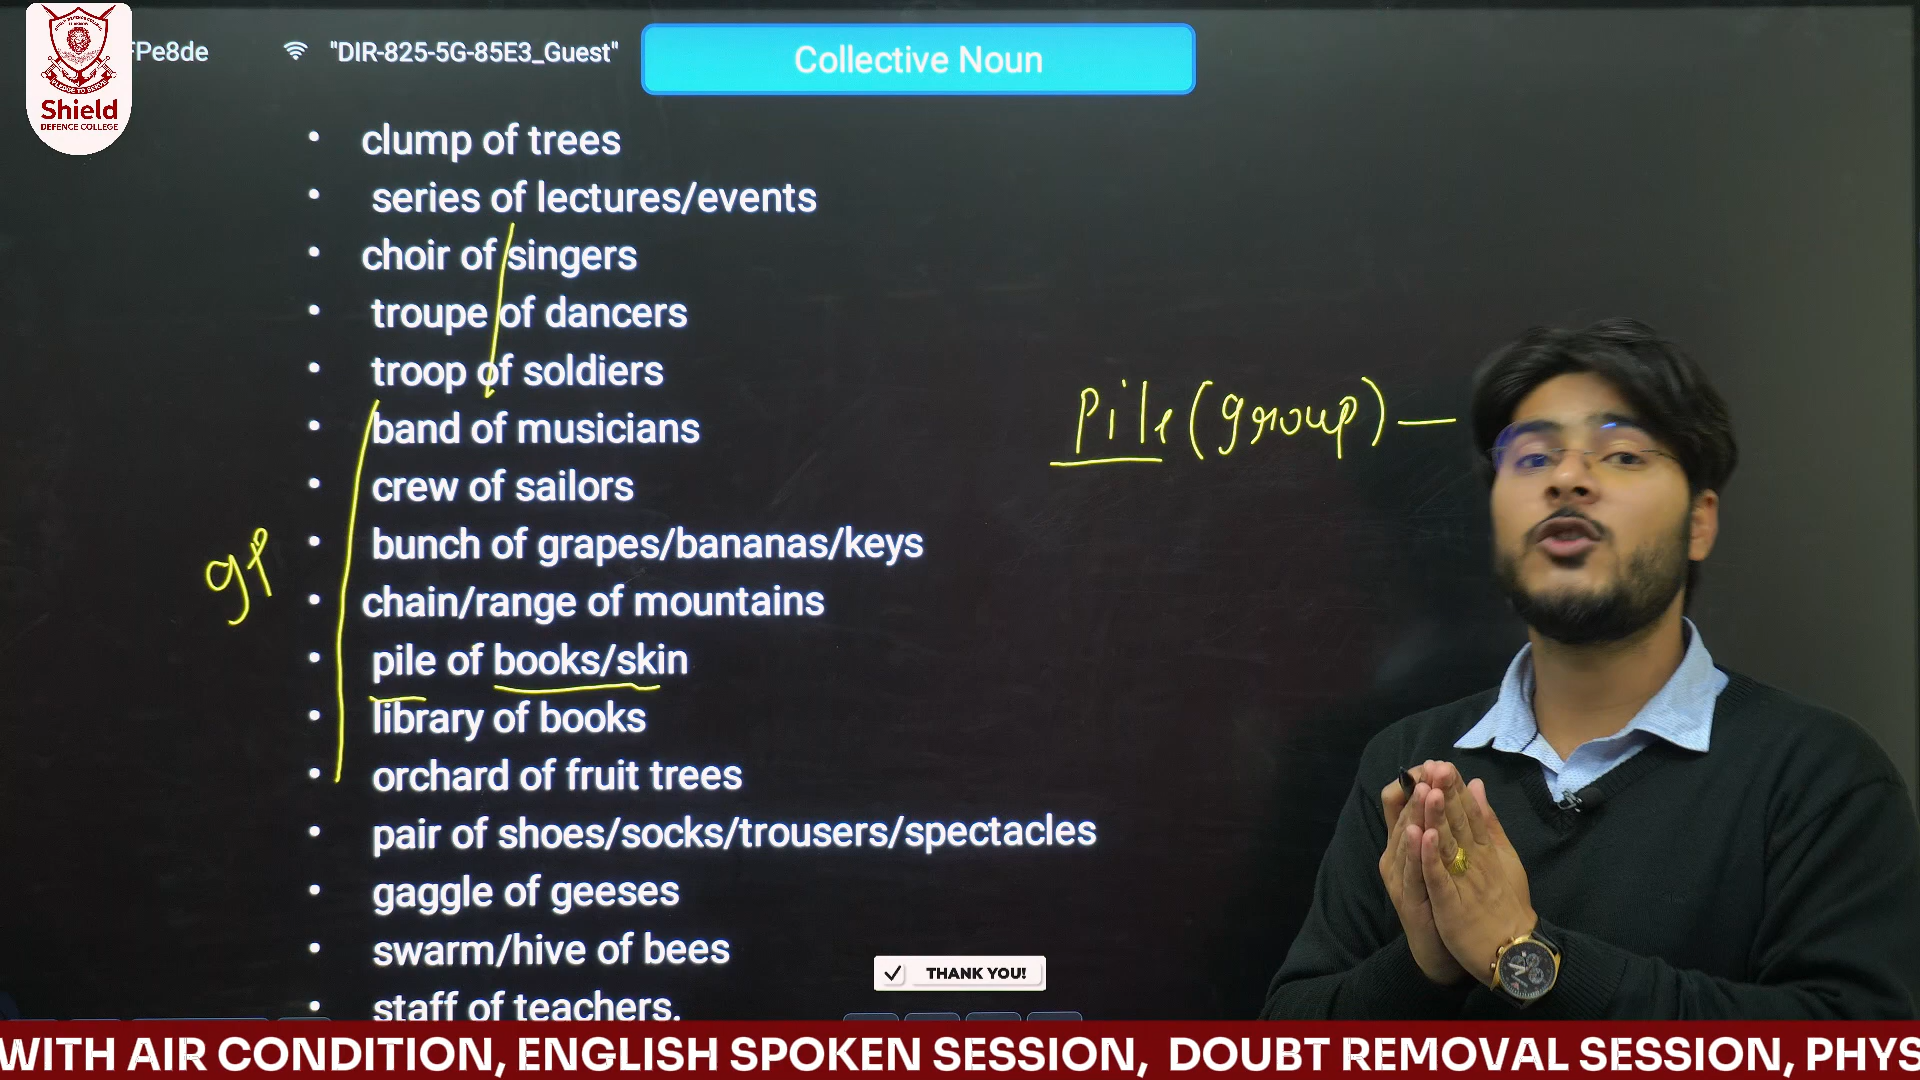 FPe8de "DIR-825-5G-85E3_Guest"
Collective Noun
Shield
DEFENCE COLLEGE
• clump of trees
• series of lectures/events
• choir of singers
• troupe of dancers
• troop of soldiers
• band of musicians
• crew of sailors
• bunch of grapes/bananas/keys
• chain/range of mountains
• pile of books/skin
• library of books
• orchard of fruit trees
• pair of shoes/socks/trousers/spectacles
• gaggle of geeses
• swarm/hive of bees
• staff of teachers.
gp
Pile (group) —
THANK YOU!
WITH AIR CONDITION, ENGLISH SPOKEN SESSION, DOUBT REMOVAL SESSION, PHYS